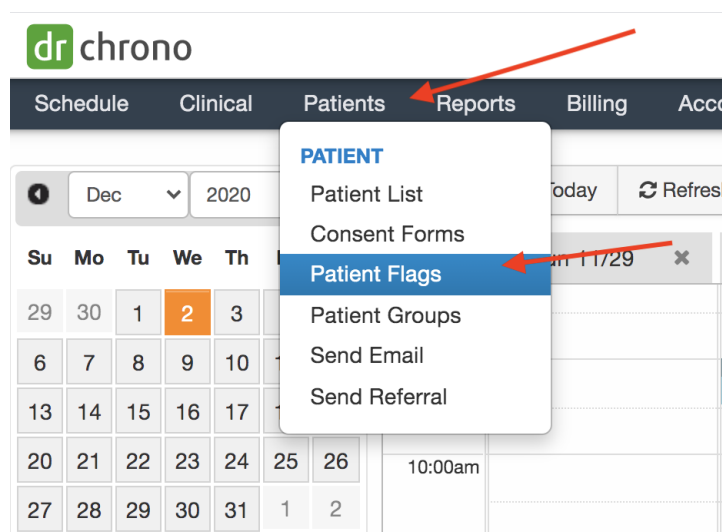 dr chrono
Schedule Clinical Patients Reports Billing
PATIENT
Patient List
Consent Forms
Patient Flags
Patient Groups
Send Email
Send Referral
Dec 2020
Su Mo Tu We Th
29 30 1 2 3
6 7 8 9 10
13 14 15 16 17
20 21 22 23 24 25 26
27 28 29 30 31 1 2
11/29
10:00am